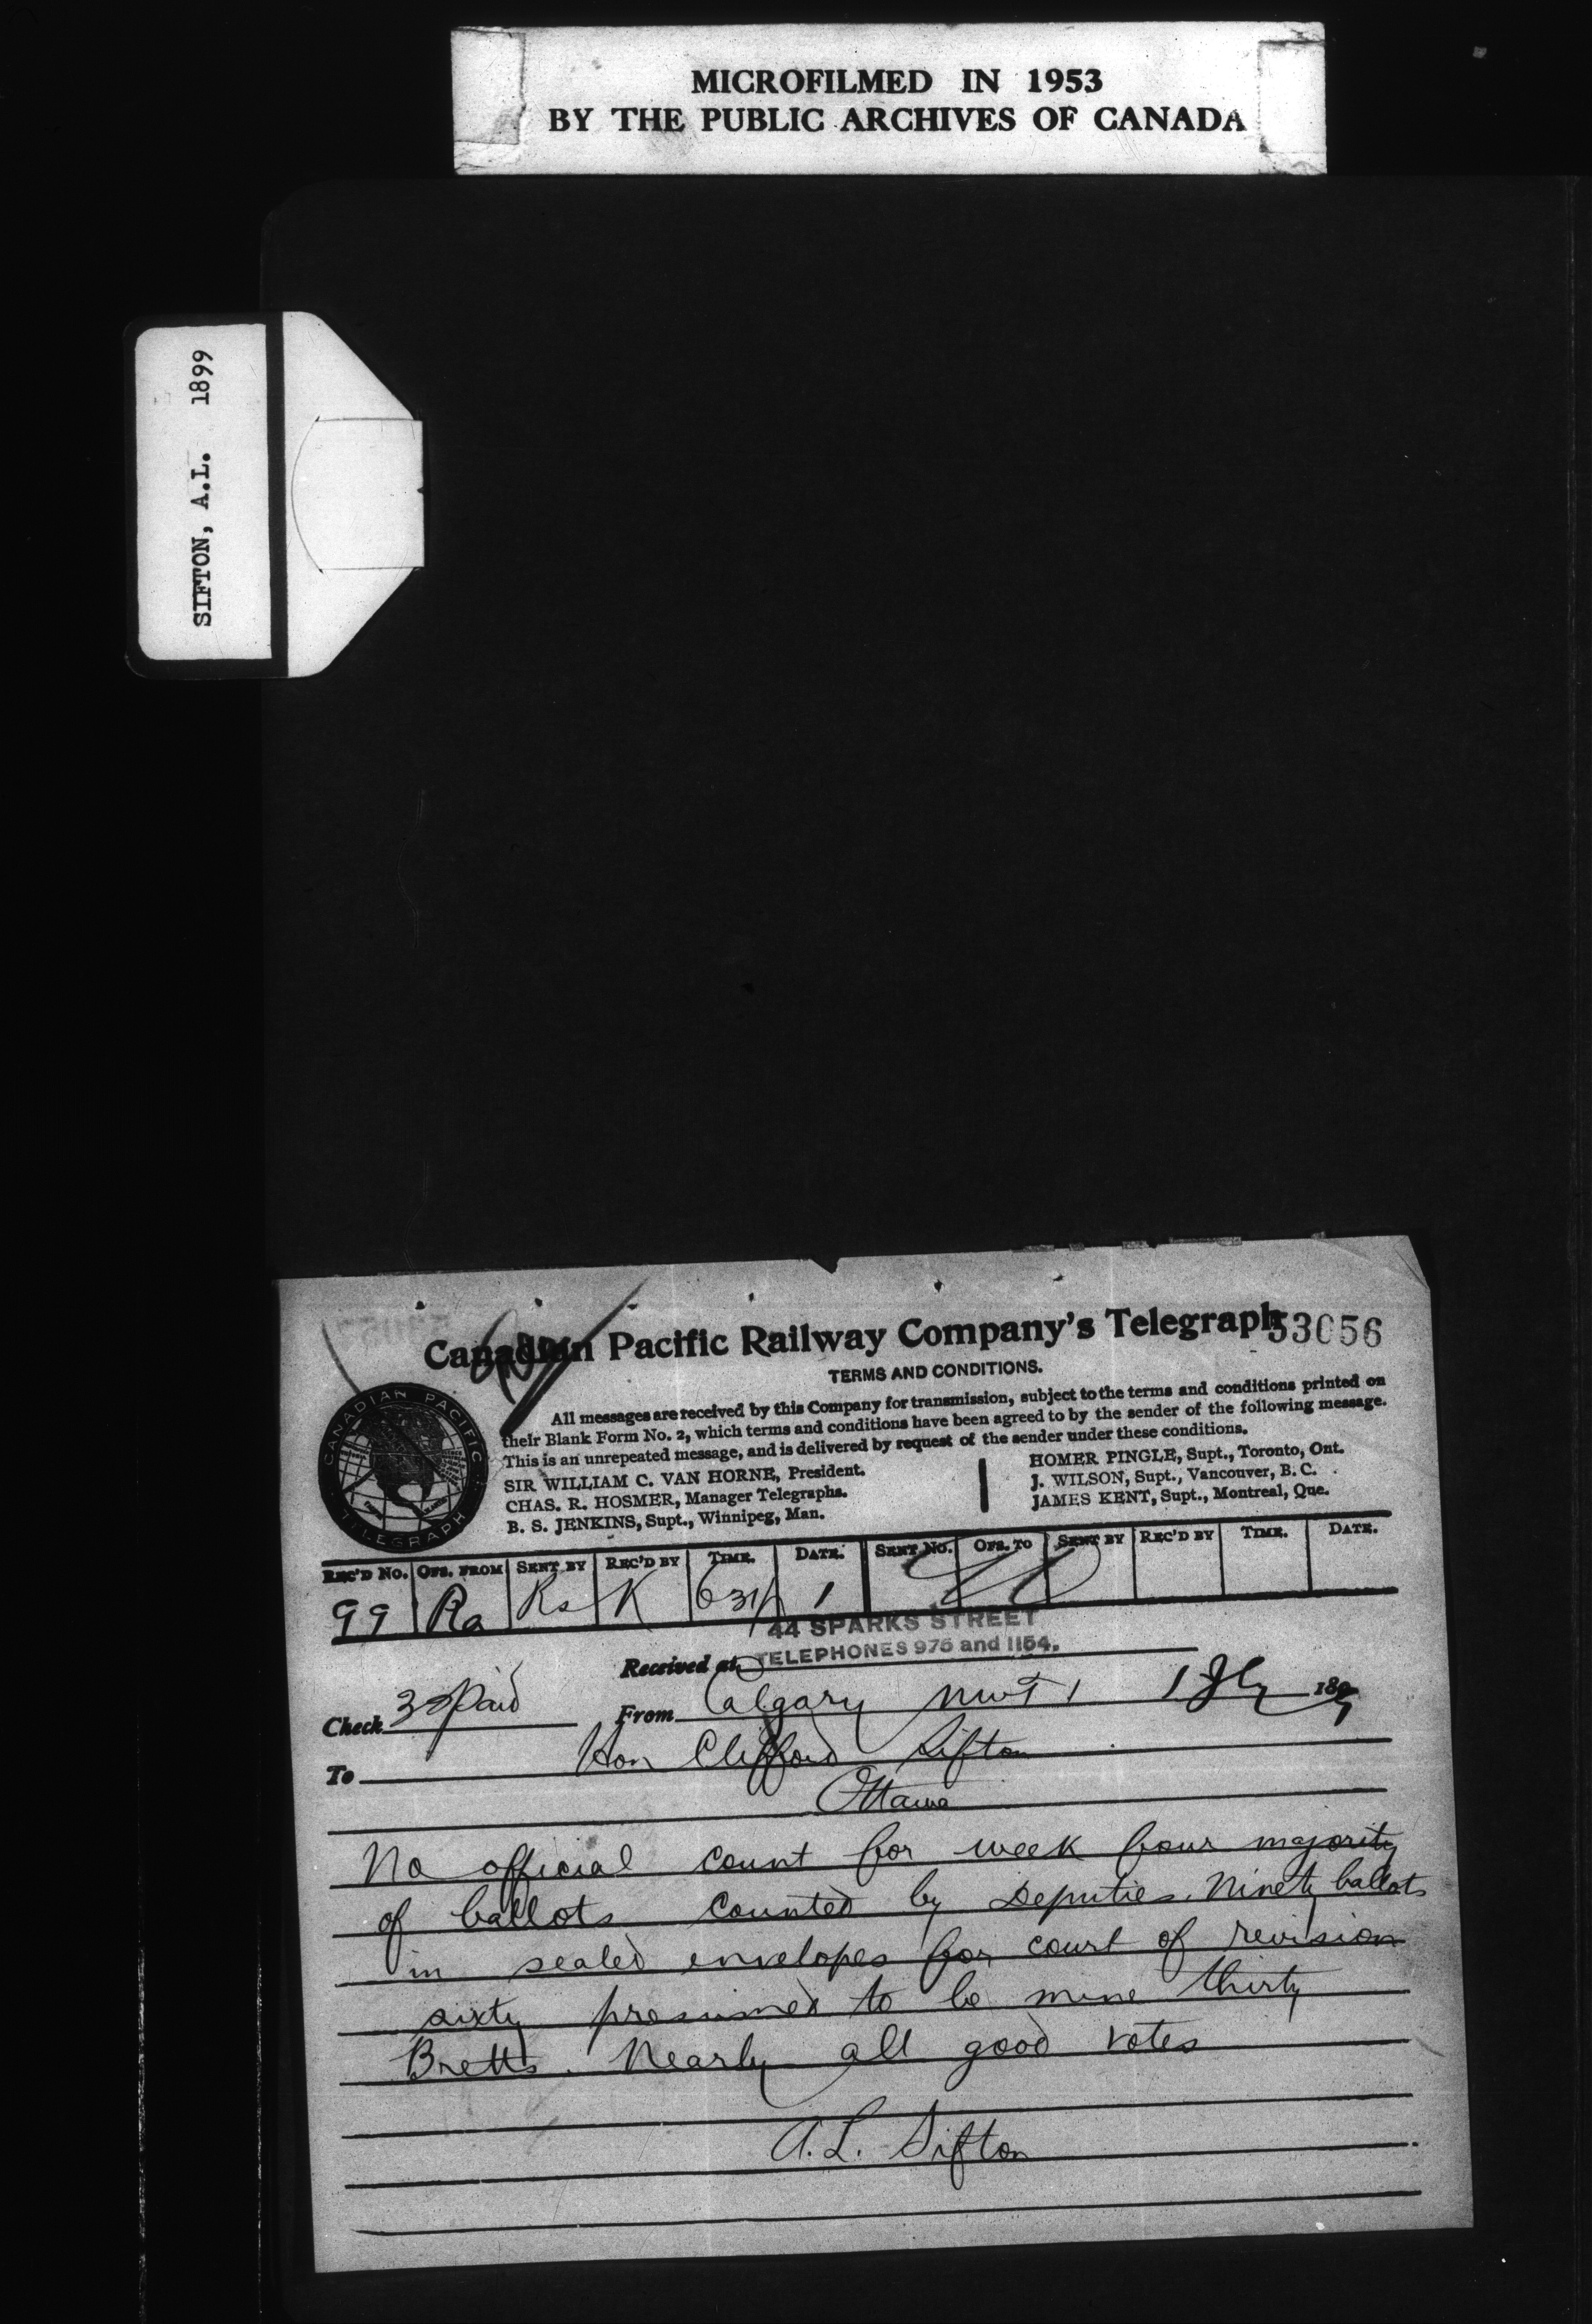 MICROFILMED IN 1953
BY THE PUBLIC ARCHIVES OF CANADA
SIFTON, A.L. 1899
Canadian Pacific Railway Company's Telegraph
53056
TERMS AND CONDITIONS.
CANADIAN PACIFIC TELEGRAPH
All messages are received by this Company for transmission, subject to the terms and conditions printed on
their Blank Form No. 2, which terms and conditions have been agreed to by the sender of the following message.
This is an unrepeated message, and is delivered by request of the sender under these conditions.
SIR WILLIAM C. VAN HORNE, President.
CHAS. R. HOSMER, Manager Telegraphs.
B. S. JENKINS, Supt., Winnipeg, Man.
HOMER PINGLE, Supt., Toronto, Ont.
J. WILSON, Supt., Vancouver, B. C.
JAMES KENT, Supt., Montreal, Que.
REC'D No. OFS. FROM SENT BY REC'D BY TIME. DATE. SENT NO. OFS. TO SENT BY REC'D BY TIME. DATE.
99 Ra Rs K 631p 1
44 SPARKS STREET
Received at TELEPHONES 975 and 1154.
Check Paid From Calgary NWT 1 1 Jly 1899
To Hon Clifford Sifton
Ottawa
No official count for week four majority
of ballots counted by Deputies. Ninety ballots
in sealed envelopes for court of revision
sixty presumed to be mine thirty
Bretts. Nearly all good votes
A.L. Sifton